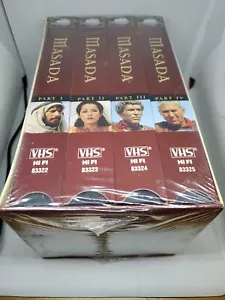 MASADA MASADA MASADA MASADA
PART I PART II PART III PART IV
VHS VHS VHS VHS
HI FI HI FI HI FI HI FI
83322 83323 83324 83325